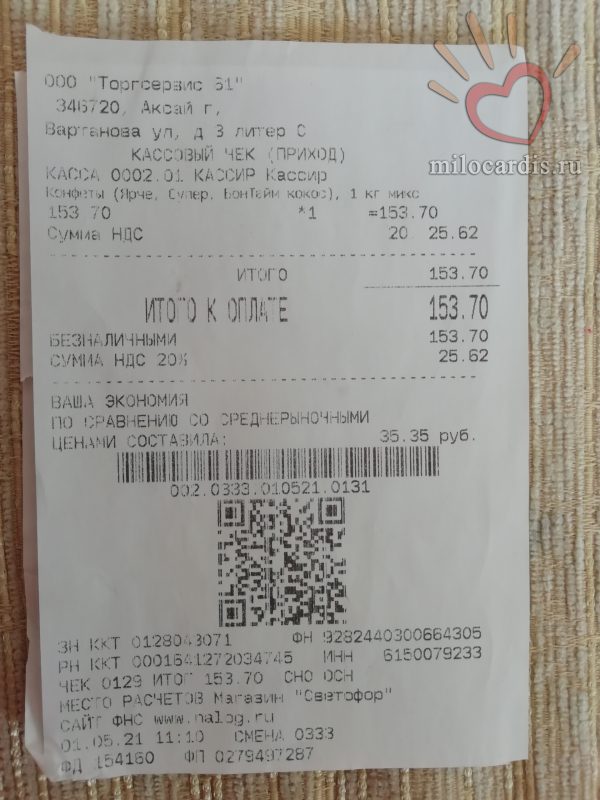 ООО "Торгсервис 61"
346720, Аксай г,
Вартанова ул, д 3 литер С
КАССОВЫЙ ЧЕК (ПРИХОД)
milocardis.ru
КАССА 0002.01 КАССИР Кассир
Конфеты (Ярче, Супер, БонТайм кокос), 1 кг микс
153.70 *1 =153.70
Сумма НДС 20 25.62
ИТОГО 153.70
ИТОГО К ОПЛАТЕ 153.70
БЕЗНАЛИЧНЫМИ 153.70
СУММА НДС 20% 25.62
ВАША ЭКОНОМИЯ
ПО СРАВНЕНИЮ СО СРЕДНЕРЫНОЧНЫМИ
ЦЕНАМИ СОСТАВИЛА: 35.35 руб.
002.0333.010521.0131
ЗН ККТ 0128043071 ФН 9282440300664305
РН ККТ 0001641272034745 ИНН 6150079233
ЧЕК 0129 ИТОГ 153.70 СНО ОСН
МЕСТО РАСЧЕТОВ Магазин "Светофор"
САЙТ ФНС www.nalog.ru
01.05.21 11:10 СМЕНА 0333
ФД 154160 ФП 0279497287